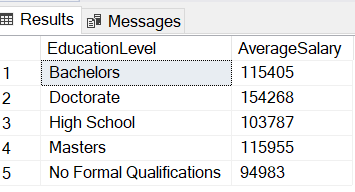 Results Messages
EducationLevel AverageSalary
1 Bachelors 115405
2 Doctorate 154268
3 High School 103787
4 Masters 115955
5 No Formal Qualifications 94983